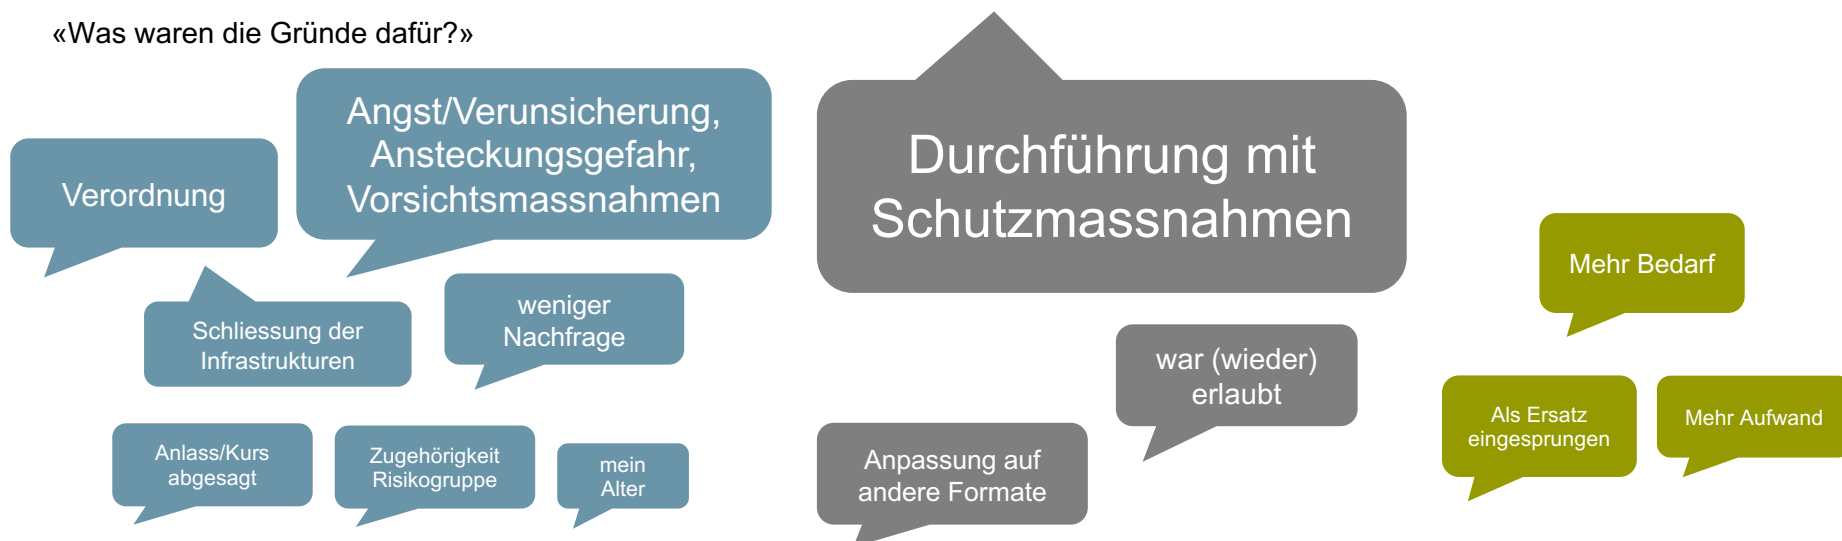 «Was waren die Gründe dafür?»
Verordnung
Angst/Verunsicherung,
Ansteckungsgefahr,
Vorsichtsmassnahmen
Schliessung der
Infrastrukturen
weniger
Nachfrage
Anlass/Kurs
abgesagt
Zugehörigkeit
Risikogruppe
mein
Alter
Durchführung mit
Schutzmassnahmen
war (wieder)
erlaubt
Anpassung auf
andere Formate
Mehr Bedarf
Als Ersatz
eingesprungen
Mehr Aufwand